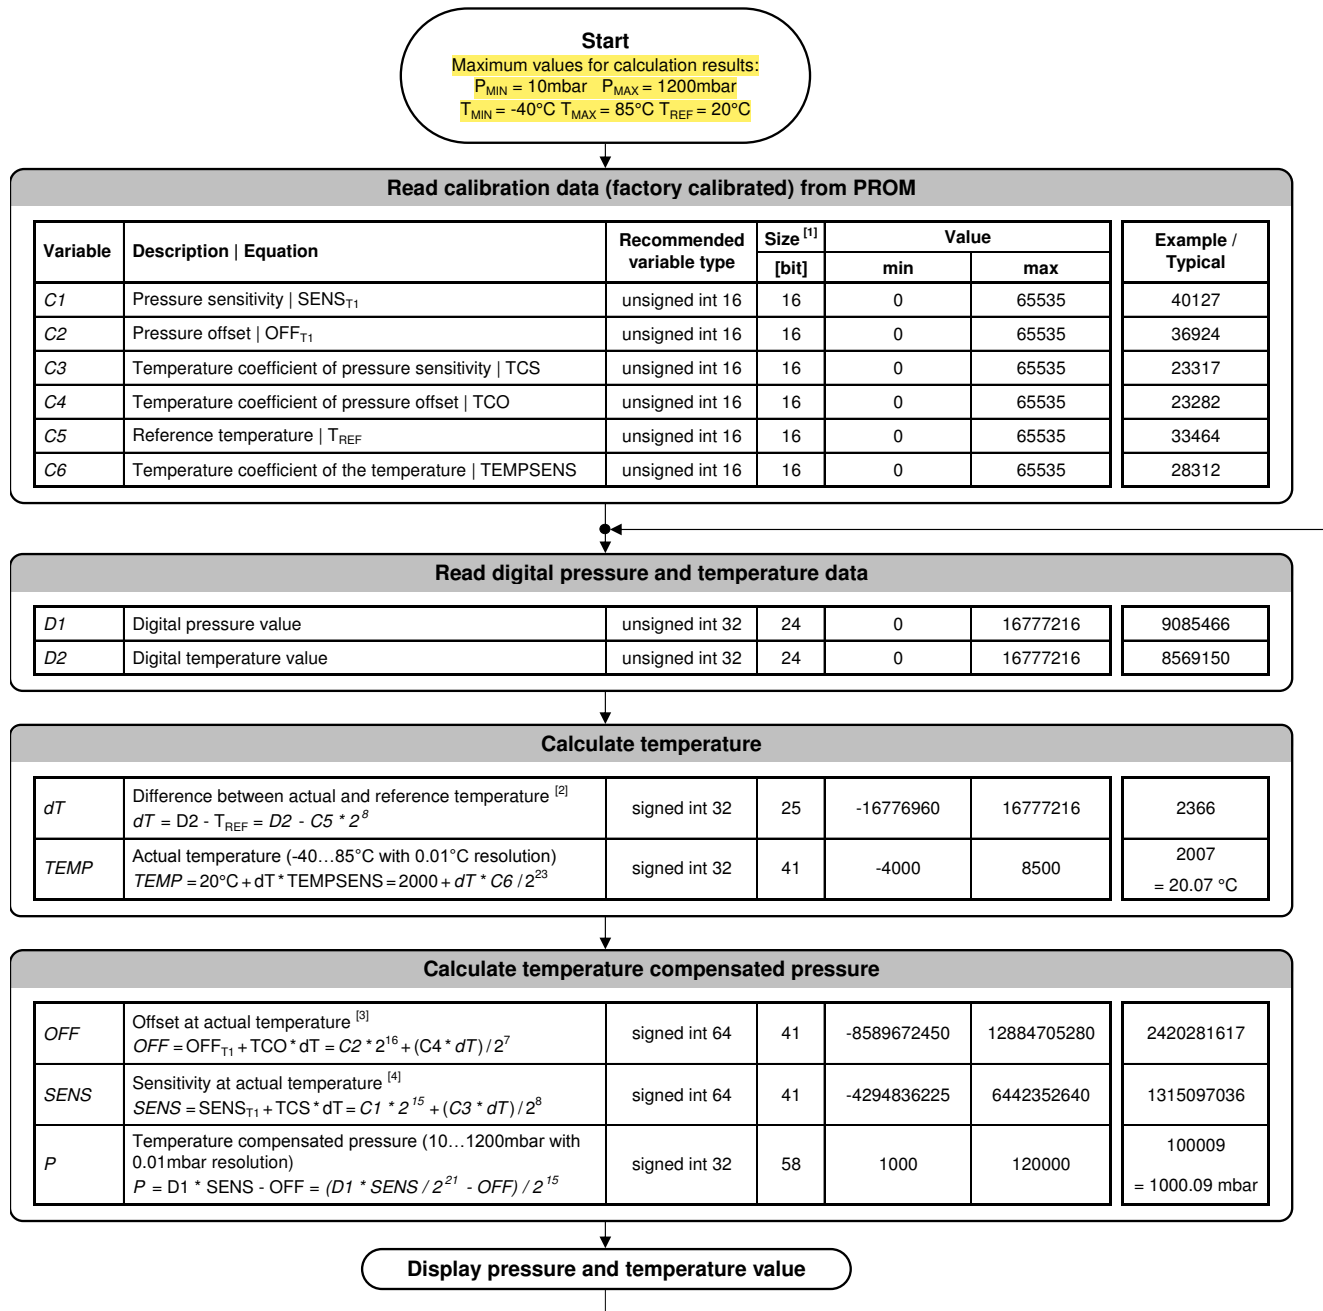 Start
Maximum values for calculation results:
P_MIN = 10mbar P_MAX = 1200mbar
T_MIN = -40°C T_MAX = 85°C T_REF = 20°C
Read calibration data (factory calibrated) from PROM
Variable Description | Equation Recommended variable type Size [1] [bit] Value min max Example / Typical
C1 Pressure sensitivity | SENS_T1 unsigned int 16 16 0 65535 40127
C2 Pressure offset | OFF_T1 unsigned int 16 16 0 65535 36924
C3 Temperature coefficient of pressure sensitivity | TCS unsigned int 16 16 0 65535 23317
C4 Temperature coefficient of pressure offset | TCO unsigned int 16 16 0 65535 23282
C5 Reference temperature | T_REF unsigned int 16 16 0 65535 33464
C6 Temperature coefficient of the temperature | TEMPSENS unsigned int 16 16 0 65535 28312
Read digital pressure and temperature data
D1 Digital pressure value unsigned int 32 24 0 16777216 9085466
D2 Digital temperature value unsigned int 32 24 0 16777216 8569150
Calculate temperature
dT Difference between actual and reference temperature [2]
dT = D2 - T_REF = D2 - C5 * 2^8 signed int 32 25 -16776960 16777216 2366
TEMP Actual temperature (-40…85°C with 0.01°C resolution)
TEMP = 20°C + dT * TEMPSENS = 2000 + dT * C6 / 2^23 signed int 32 41 -4000 8500 2007
= 20.07 °C
Calculate temperature compensated pressure
OFF Offset at actual temperature [3]
OFF = OFF_T1 + TCO * dT = C2 * 2^16 + (C4 * dT) / 2^7 signed int 64 41 -8589672450 12884705280 2420281617
SENS Sensitivity at actual temperature [4]
SENS = SENS_T1 + TCS * dT = C1 * 2^15 + (C3 * dT) / 2^8 signed int 64 41 -4294836225 6442352640 1315097036
P Temperature compensated pressure (10…1200mbar with
0.01mbar resolution)
P = D1 * SENS - OFF = (D1 * SENS / 2^21 - OFF) / 2^15 signed int 32 58 1000 120000 100009
= 1000.09 mbar
Display pressure and temperature value